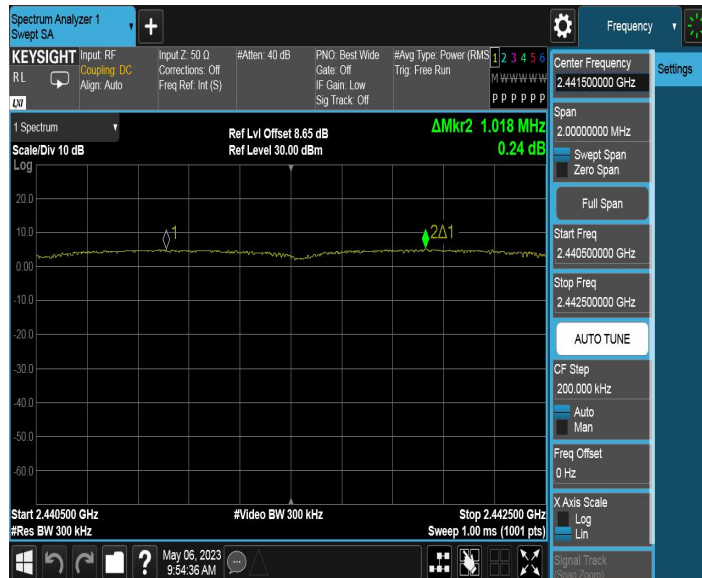 Spectrum Analyzer 1
Swept SA
+
Frequency
KEYSIGHT
RL
LXI
Input: RF
Coupling: DC
Align: Auto
Input Z: 50 Ω
Corrections: Off
Freq Ref: Int (S)
#Atten: 40 dB
PNO: Best Wide
Gate: Off
IF Gain: Low
Sig Track: Off
#Avg Type: Power (RMS
Trig: Free Run
1 2 3 4 5 6
M W W W W W
P P P P P P
1 Spectrum
Scale/Div 10 dB
Log
Ref Lvl Offset 8.65 dB
Ref Level 30.00 dBm
ΔMkr2 1.018 MHz
0.24 dB
20.0
10.0
0.00
-10.0
-20.0
-30.0
-40.0
-50.0
-60.0
1
2Δ1
Start 2.440500 GHz
#Res BW 300 kHz
#Video BW 300 kHz
Stop 2.442500 GHz
Sweep 1.00 ms (1001 pts)
?
May 06, 2023
9:54:36 AM
Center Frequency
2.441500000 GHz
Span
2.00000000 MHz
Swept Span
Zero Span
Full Span
Start Freq
2.440500000 GHz
Stop Freq
2.442500000 GHz
AUTO TUNE
CF Step
200.000 kHz
Auto
Man
Freq Offset
0 Hz
X Axis Scale
Log
Lin
Signal Track
(Span Zoom)
Settings